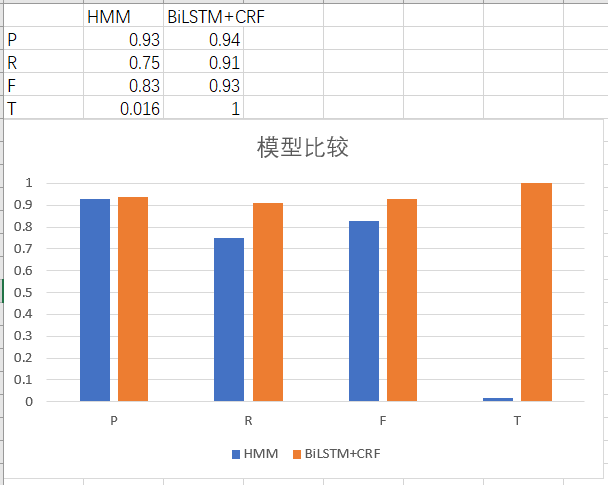 HMM BiLSTM+CRF
P 0.93 0.94
R 0.75 0.91
F 0.83 0.93
T 0.016 1
模型比较
1
0.9
0.8
0.7
0.6
0.5
0.4
0.3
0.2
0.1
0
P R F T
HMM BiLSTM+CRF